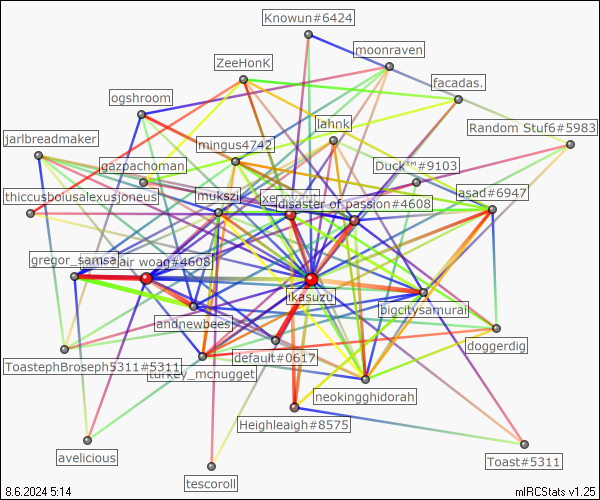 Knowun#6424
moonraven
ZeeHonK
facadas.
ogshroom
lahnk
Random Stuf6#5983
jarlbreadmaker
mingus4742
gazpachoman
Duck™#9103
thiccusboiusalexusjoneus
mukszi
asad#6947
disaster of passion#4608
gregor_samsa
air woag#4608
ikasuzu
bigcitysamurai
andnewbees
doggerdig
default#0617
ToastephBroseph5311#5311
turkey_mcnugget
neokingghidorah
Heighleaigh#8575
avelicious
Toast#5311
tescoroll
8.6.2024 5:14
mIRCStats v1.25